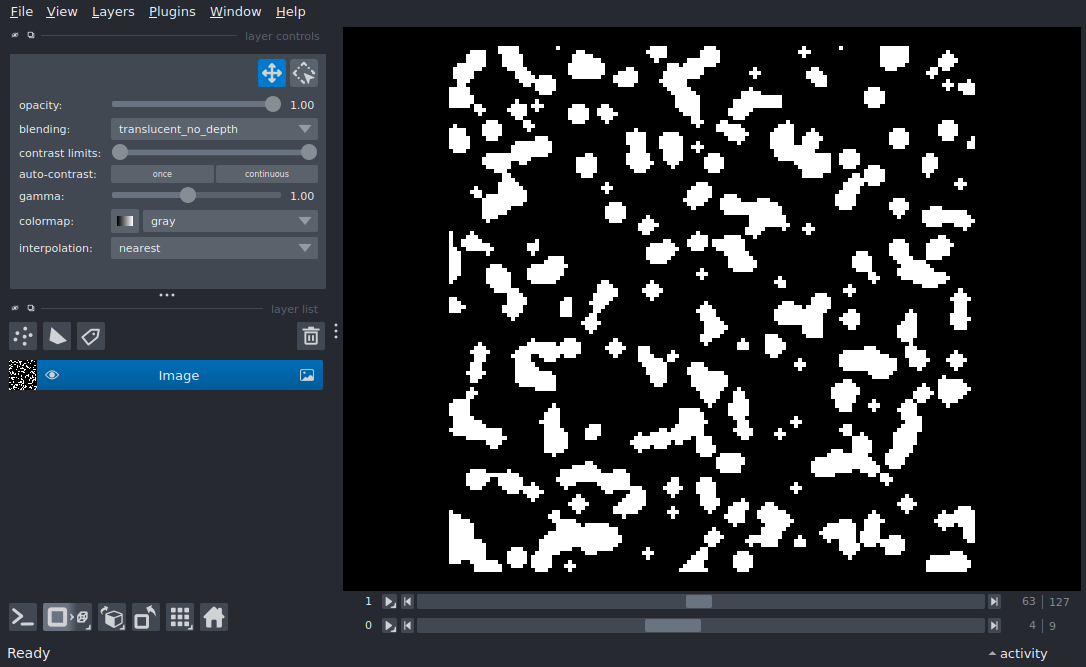 File View Layers Plugins Window Help
layer controls
opacity: 1.00
blending: translucent_no_depth
contrast limits:
auto-contrast: once continuous
gamma: 1.00
colormap: gray
interpolation: nearest
layer list
Image
1 63 127
0 4 9
Ready activity